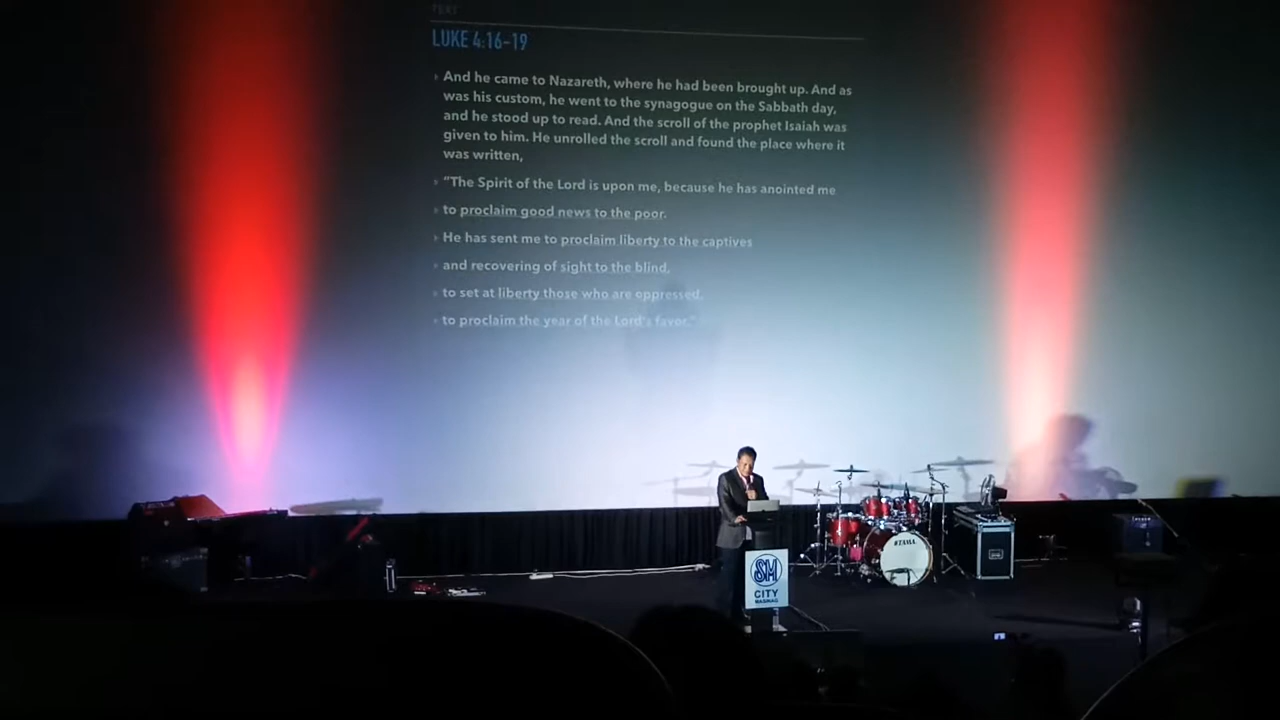 TEXT
LUKE 4:16-19
And he came to Nazareth, where he had been brought up. And as
was his custom, he went to the synagogue on the Sabbath day,
and he stood up to read. And the scroll of the prophet Isaiah was
given to him. He unrolled the scroll and found the place where it
was written,
"The Spirit of the Lord is upon me, because he has anointed me
to proclaim good news to the poor.
He has sent me to proclaim liberty to the captives
and recovering of sight to the blind,
to set at liberty those who are oppressed,
to proclaim the year of the Lord's favor."
TAMA
SM
CITY
MASINAG